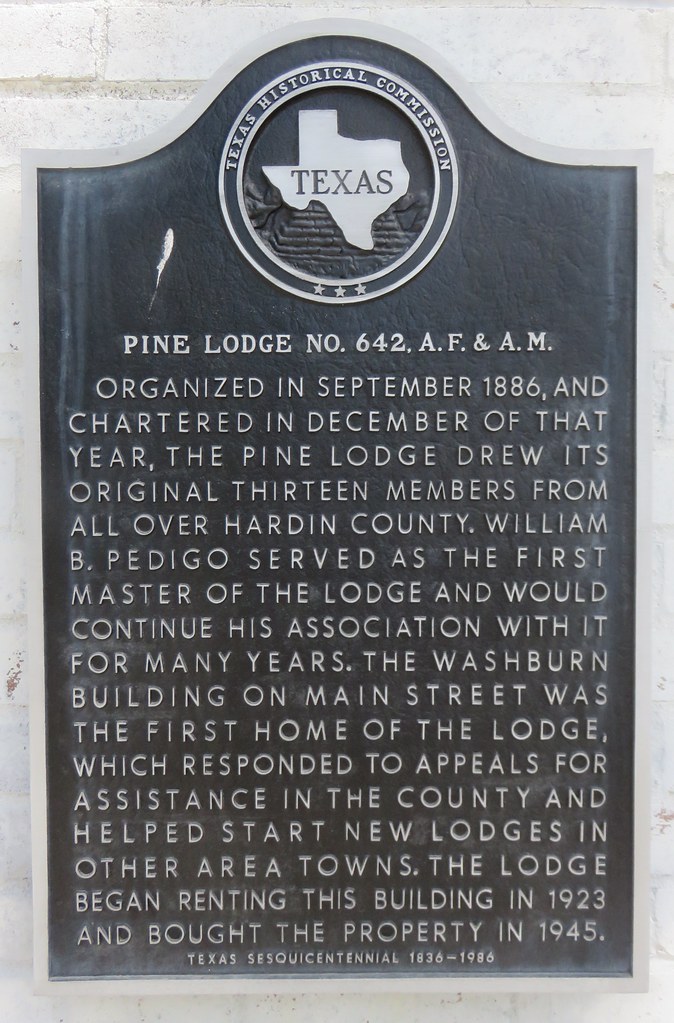 TEXAS HISTORICAL COMMISSION
TEXAS
PINE LODGE NO. 642, A.F. & A.M.
ORGANIZED IN SEPTEMBER 1886, AND
CHARTERED IN DECEMBER OF THAT
YEAR, THE PINE LODGE DREW ITS
ORIGINAL THIRTEEN MEMBERS FROM
ALL OVER HARDIN COUNTY. WILLIAM
B. PEDIGO SERVED AS THE FIRST
MASTER OF THE LODGE AND WOULD
CONTINUE HIS ASSOCIATION WITH IT
FOR MANY YEARS. THE WASHBURN
BUILDING ON MAIN STREET WAS
THE FIRST HOME OF THE LODGE,
WHICH RESPONDED TO APPEALS FOR
ASSISTANCE IN THE COUNTY AND
HELPED START NEW LODGES IN
OTHER AREA TOWNS. THE LODGE
BEGAN RENTING THIS BUILDING IN 1923
AND BOUGHT THE PROPERTY IN 1945.
TEXAS SESQUICENTENNIAL 1836-1986